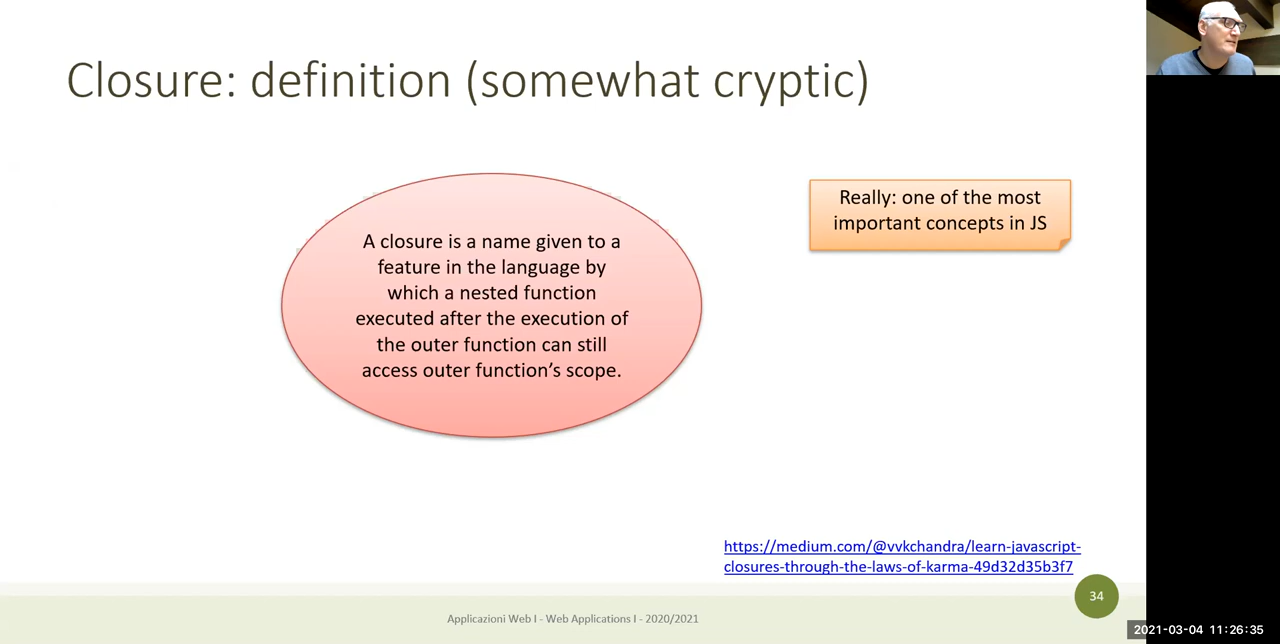 Closure: definition (somewhat cryptic)
A closure is a name given to a
feature in the language by
which a nested function
executed after the execution of
the outer function can still
access outer function’s scope.
Really: one of the most
important concepts in JS
https://medium.com/@vvkchandra/learn-javascript-
closures-through-the-laws-of-karma-49d32d35b3f7
34
Applicazioni Web I - Web Applications I - 2020/2021
2021-03-04 11:26:35